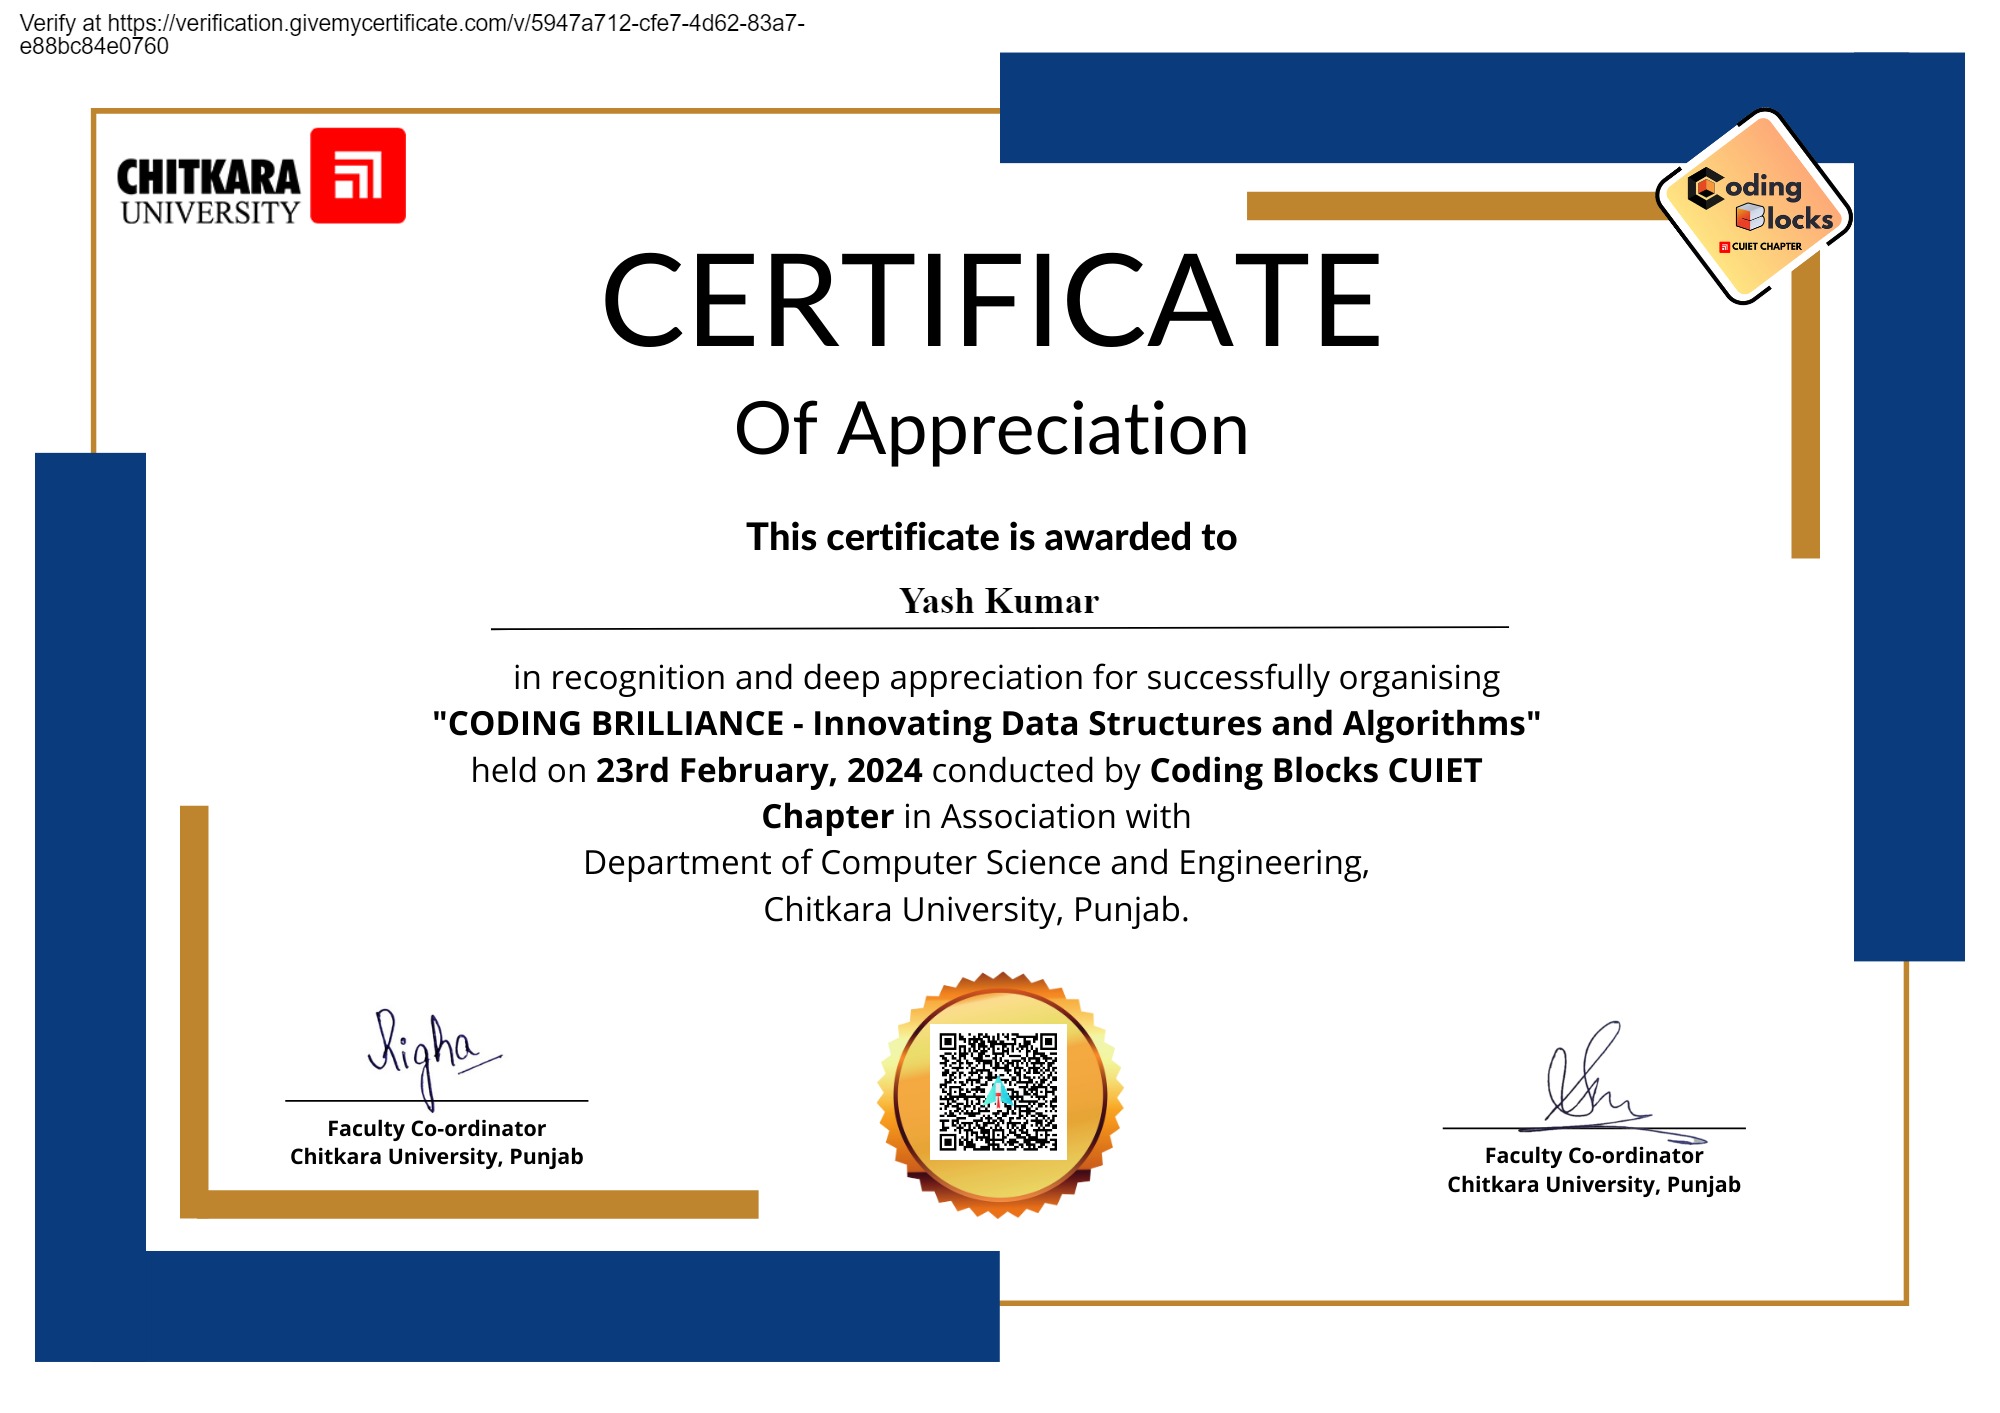 Verify at https://verification.givemycertificate.com/v/5947a712-cfe7-4d62-83a7-
e88bc84e0760
CHITKARA
UNIVERSITY
Coding
Blocks
CUIET CHAPTER
CERTIFICATE
Of Appreciation
This certificate is awarded to
Yash Kumar
in recognition and deep appreciation for successfully organising
"CODING BRILLIANCE - Innovating Data Structures and Algorithms"
held on 23rd February, 2024 conducted by Coding Blocks CUIET
Chapter in Association with
Department of Computer Science and Engineering,
Chitkara University, Punjab.
Faculty Co-ordinator
Chitkara University, Punjab
Faculty Co-ordinator
Chitkara University, Punjab